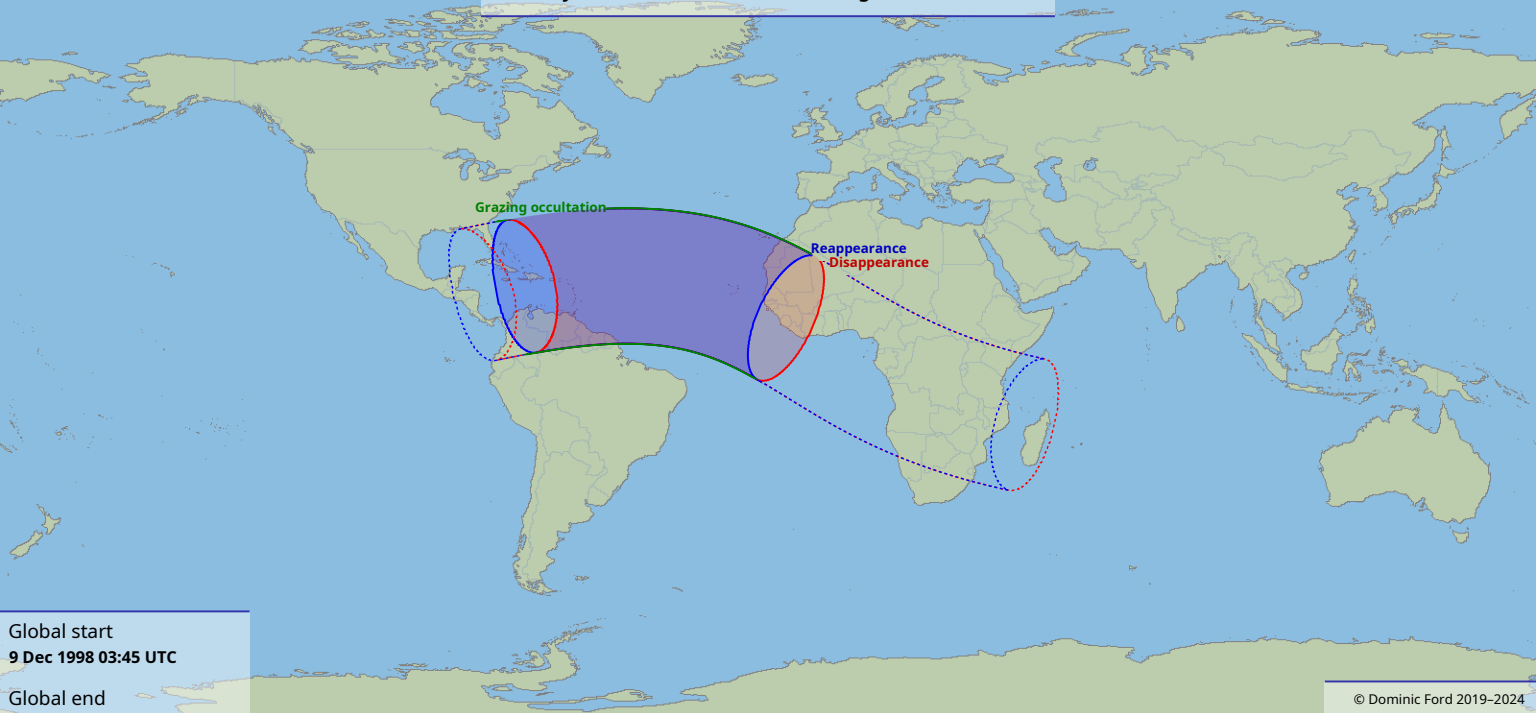 Grazing occultation
Reappearance
Disappearance
Global start
9 Dec 1998 03:45 UTC
Global end
© Dominic Ford 2019–2024